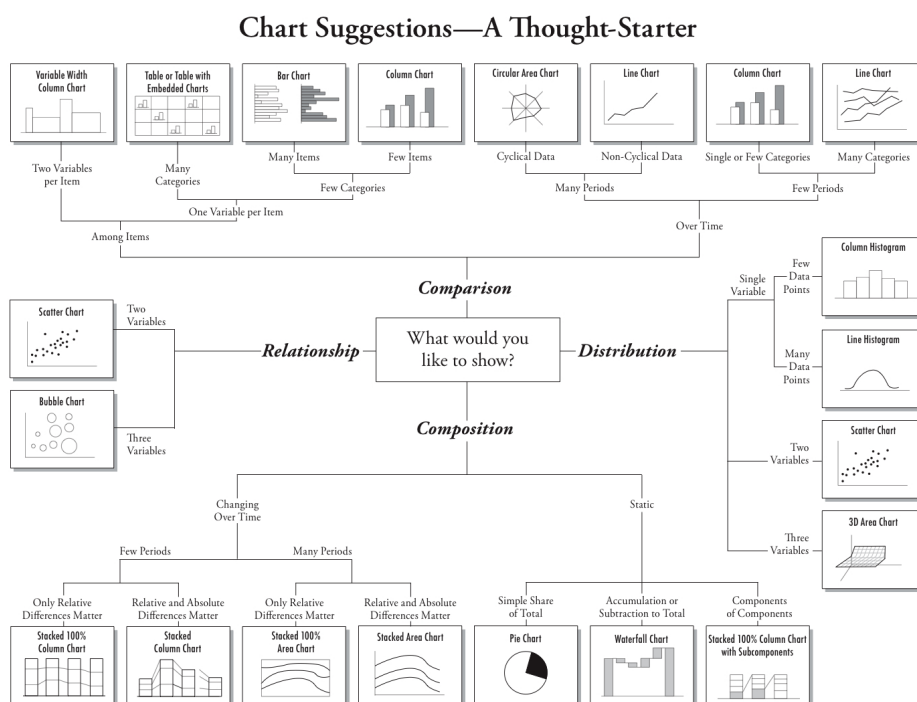 Chart Suggestions—A Thought-Starter
Variable Width
Column Chart
Table or Table with
Embedded Charts
Bar Chart
Column Chart
Circular Area Chart
Line Chart
Column Chart
Line Chart
Two Variables
per Item
Many
Categories
Many Items
Few Items
Cyclical Data
Non-Cyclical Data
Single or Few Categories
Many Categories
Few Categories
Many Periods
Few Periods
One Variable per Item
Among Items
Over Time
Comparison
What would you
like to show?
Relationship
Two
Variables
Scatter Chart
Three
Variables
Bubble Chart
Distribution
Single
Variable
Few
Data
Points
Column Histogram
Many
Data
Points
Line Histogram
Two
Variables
Scatter Chart
Three
Variables
3D Area Chart
Composition
Changing
Over Time
Static
Few Periods
Many Periods
Only Relative
Differences Matter
Relative and Absolute
Differences Matter
Only Relative
Differences Matter
Relative and Absolute
Differences Matter
Simple Share
of Total
Accumulation or
Subtraction to Total
Components
of Components
Stacked 100%
Column Chart
Stacked
Column Chart
Stacked 100%
Area Chart
Stacked Area Chart
Pie Chart
Waterfall Chart
Stacked 100% Column Chart
with Subcomponents